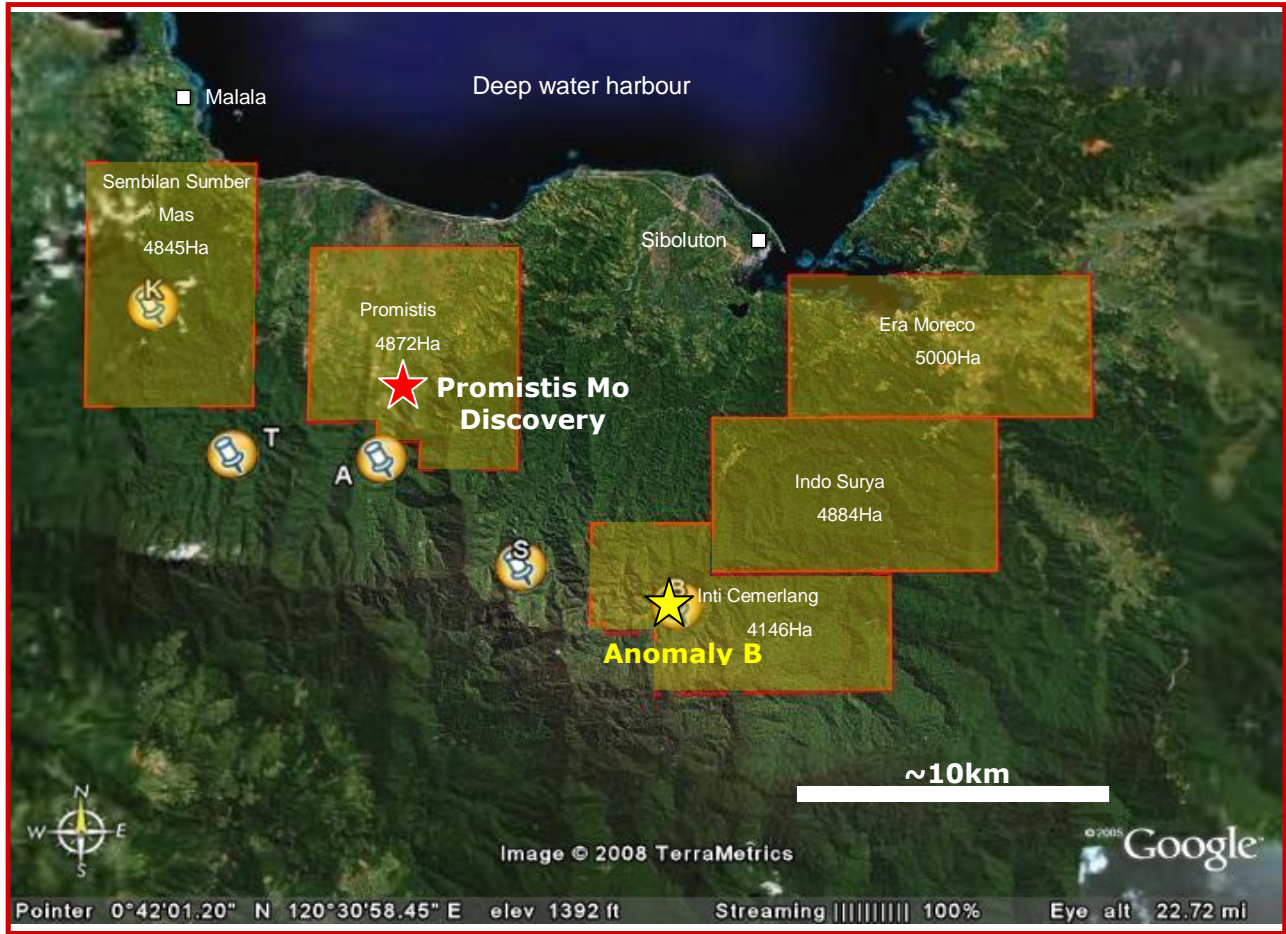 Deep water harbour
Malala
Sembilan Sumber
Mas
4845Ha
K
Siboluton
Promistis
4872Ha
Era Moreco
5000Ha
Promistis Mo
Discovery
T
A
Indo Surya
4884Ha
S
B
Inti Cemerlang
4146Ha
Anomaly B
~10km
N
W
E
S
Image © 2008 TerraMetrics
© 2005 Google
Pointer 0°42'01.20" N 120°30'58.45" E elev 1392 ft Streaming |||||||||| 100% Eye alt 22.72 mi